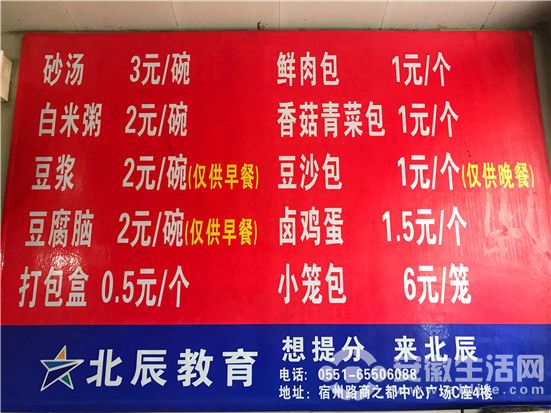 砂汤 3元/碗
白米粥 2元/碗
豆浆 2元/碗(仅供早餐)
豆腐脑 2元/碗(仅供早餐)
打包盒 0.5元/个
鲜肉包 1元/个
香菇青菜包 1元/个
豆沙包 1元/个(仅供晚餐)
卤鸡蛋 1.5元/个
小笼包 6元/笼
北辰教育
想提分 来北辰
电话: 0551-65506088
地址: 宿州路商之都中心广场C座4楼
安徽生活网